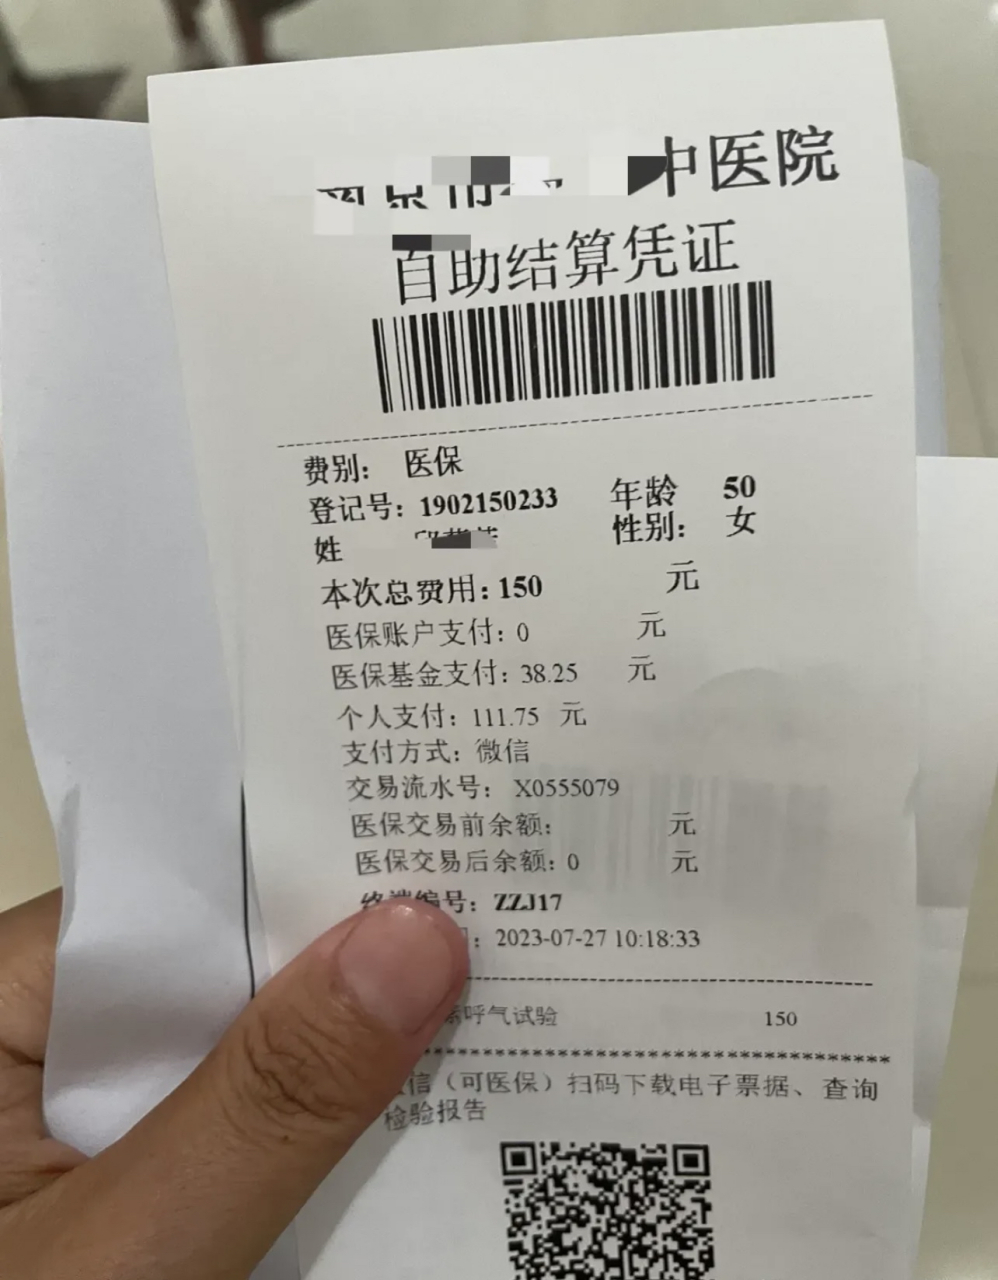 中医院
自助结算凭证
费别： 医保
登记号：1902150233 年龄 50
姓 性别： 女
本次总费用:150 元
医保账户支付: 0 元
医保基金支付: 38.25 元
个人支付: 111.75 元
支付方式: 微信
交易流水号: X0555079
医保交易前余额: 元
医保交易后余额: 0 元
终端编号: ZZJ17
: 2023-07-27 10:18:33
呼气试验 150
****************************************
信（可医保）扫码下载电子票据、查询
检验报告